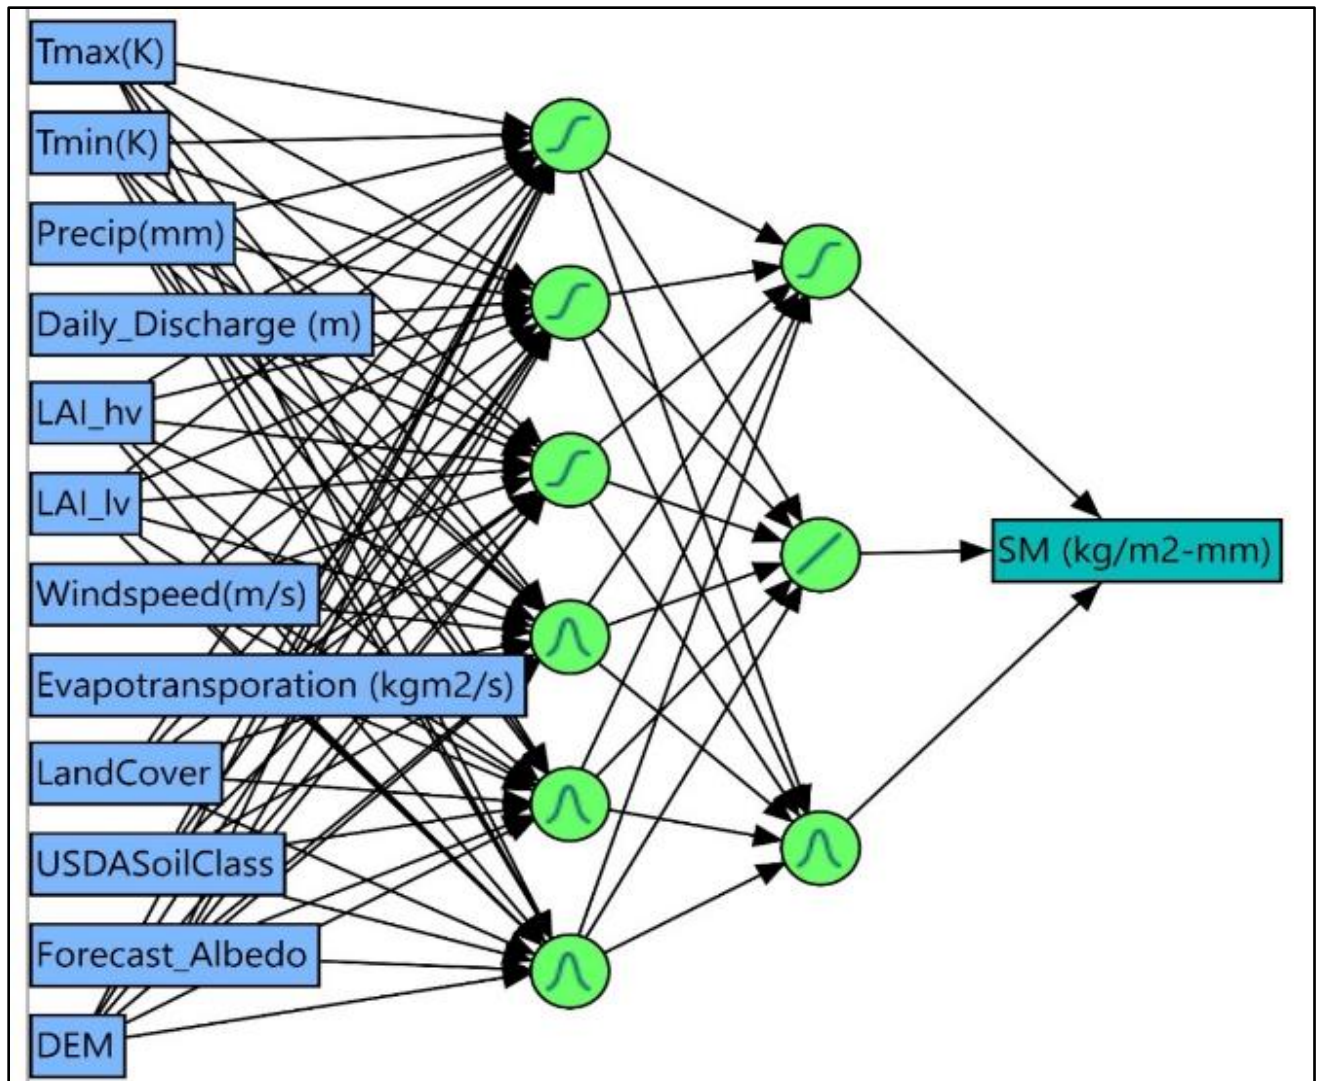 Tmax(K)
Tmin(K)
Precip(mm)
Daily_Discharge (m)
LAI_hv
LAI_lv
Windspeed(m/s)
Evapotransporation (kgm2/s)
LandCover
USDASoilClass
Forecast_Albedo
DEM
SM (kg/m2-mm)